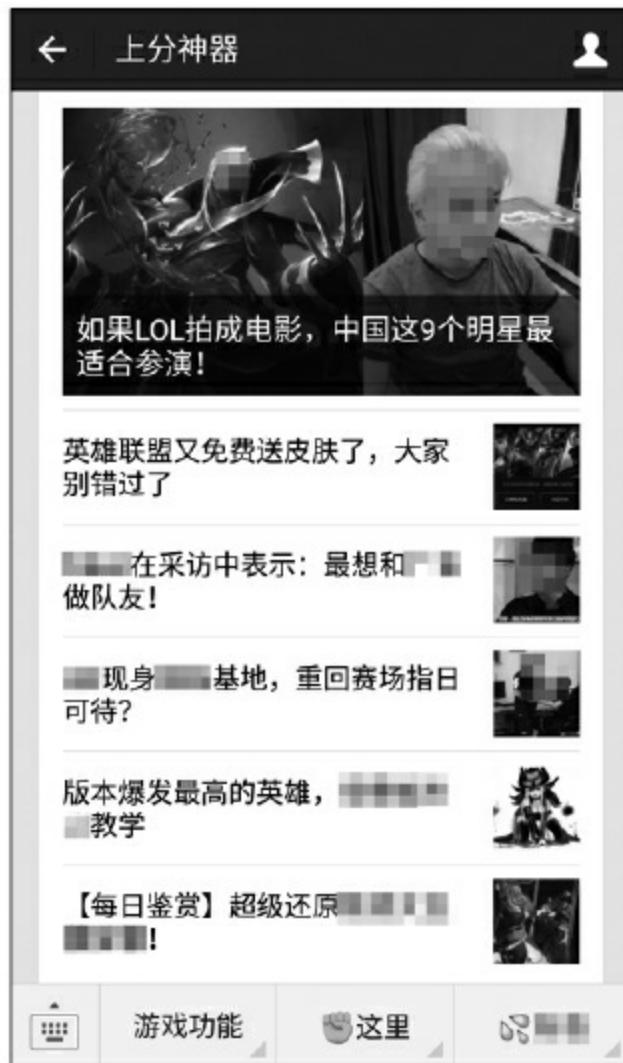 上分神器
如果LOL拍成电影，中国这9个明星最
适合参演！
英雄联盟又免费送皮肤了，大家
别错过了
在采访中表示：最想和
做队友！
现身 基地，重回赛场指日
可待？
版本爆发最高的英雄，
教学
【每日鉴赏】超级还原
！
游戏功能
✊这里
💦